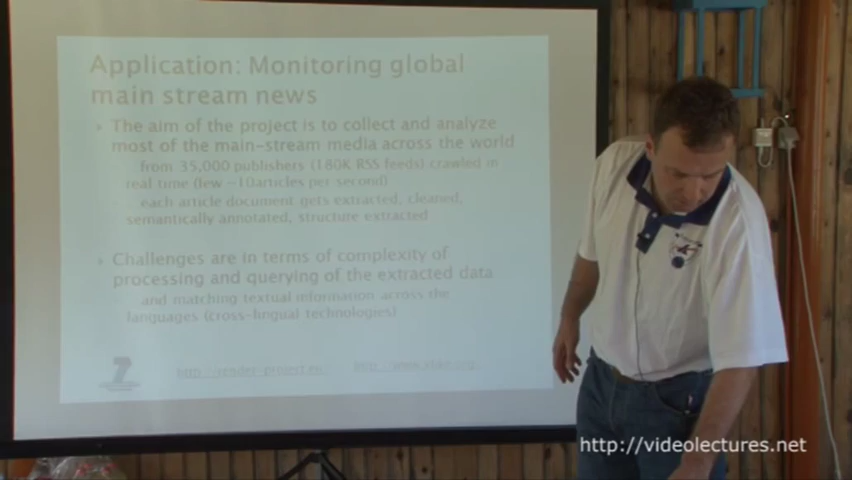 Application: Monitoring global
main stream news
The aim of the project is to collect and analyze
most of the main-stream media across the world
from 35,000 publishers (180K RSS feeds) crawled in
real time (few ~10articles per second)
each article document gets extracted, cleaned,
semantically annotated, structure extracted
Challenges are in terms of complexity of
processing and querying of the extracted data
and matching textual information across the
languages (cross-lingual technologies)
7
http://videolectures.net